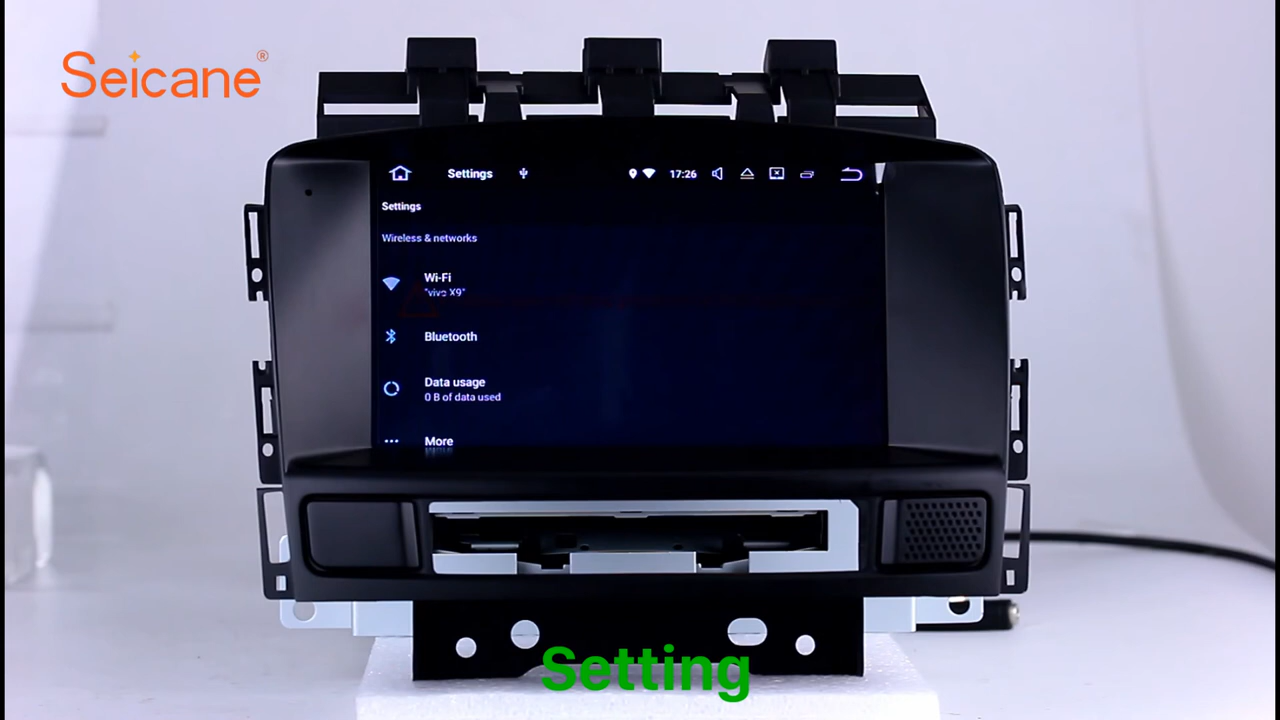 Seicane®
Settings 17:26
Settings
Wireless & networks
Wi-Fi
"vivo X9"
Bluetooth
Data usage
0 B of data used
More
Setting